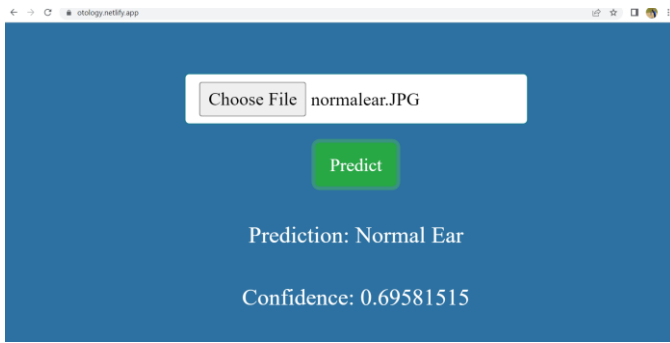 otology.netlify.app
Choose File normalear.JPG
Predict
Prediction: Normal Ear
Confidence: 0.69581515